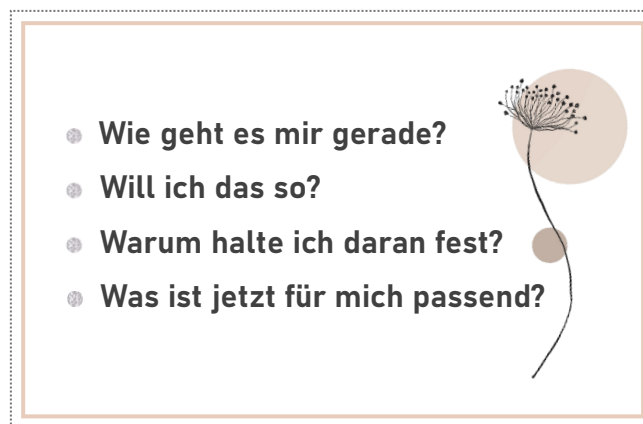 Wie geht es mir gerade?
Will ich das so?
Warum halte ich daran fest?
Was ist jetzt für mich passend?